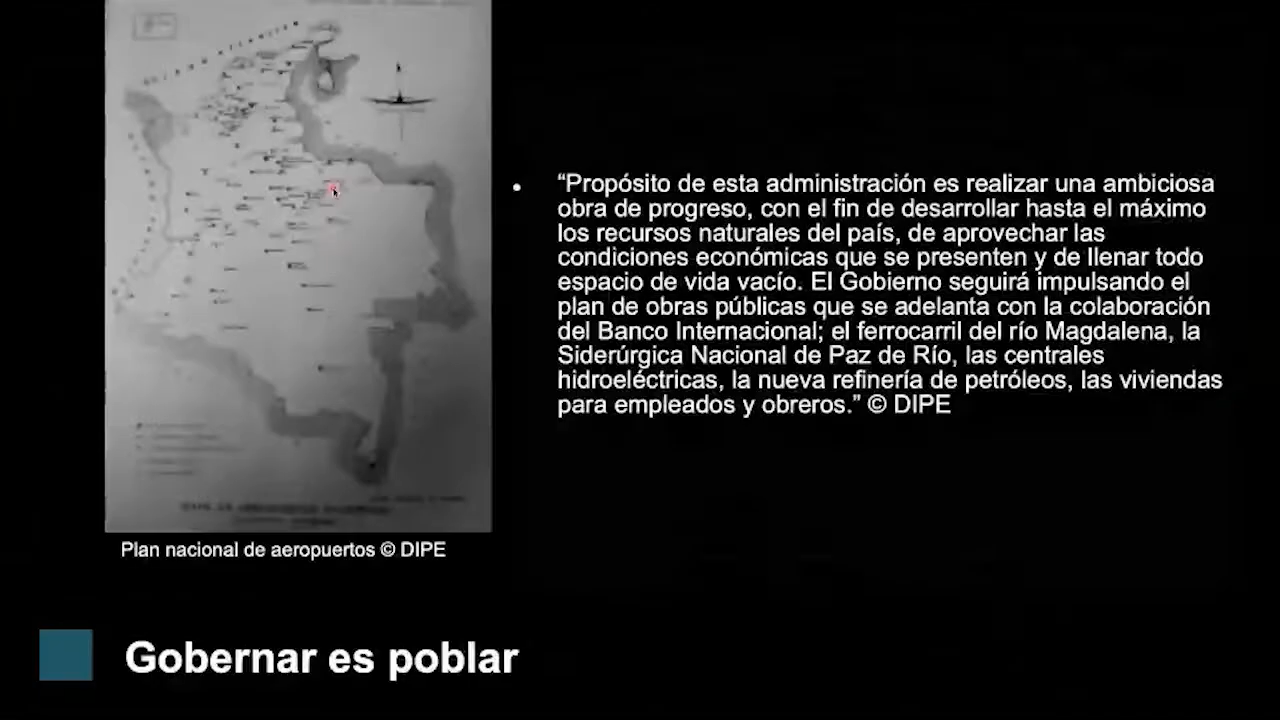 “Propósito de esta administración es realizar una ambiciosa
obra de progreso, con el fin de desarrollar hasta el máximo
los recursos naturales del país, de aprovechar las
condiciones económicas que se presenten y de llenar todo
espacio de vida vacío. El Gobierno seguirá impulsando el
plan de obras públicas que se adelanta con la colaboración
del Banco Internacional; el ferrocarril del río Magdalena, la
Siderúrgica Nacional de Paz de Río, las centrales
hidroeléctricas, la nueva refinería de petróleos, las viviendas
para empleados y obreros.” © DIPE
Plan nacional de aeropuertos © DIPE
Gobernar es poblar